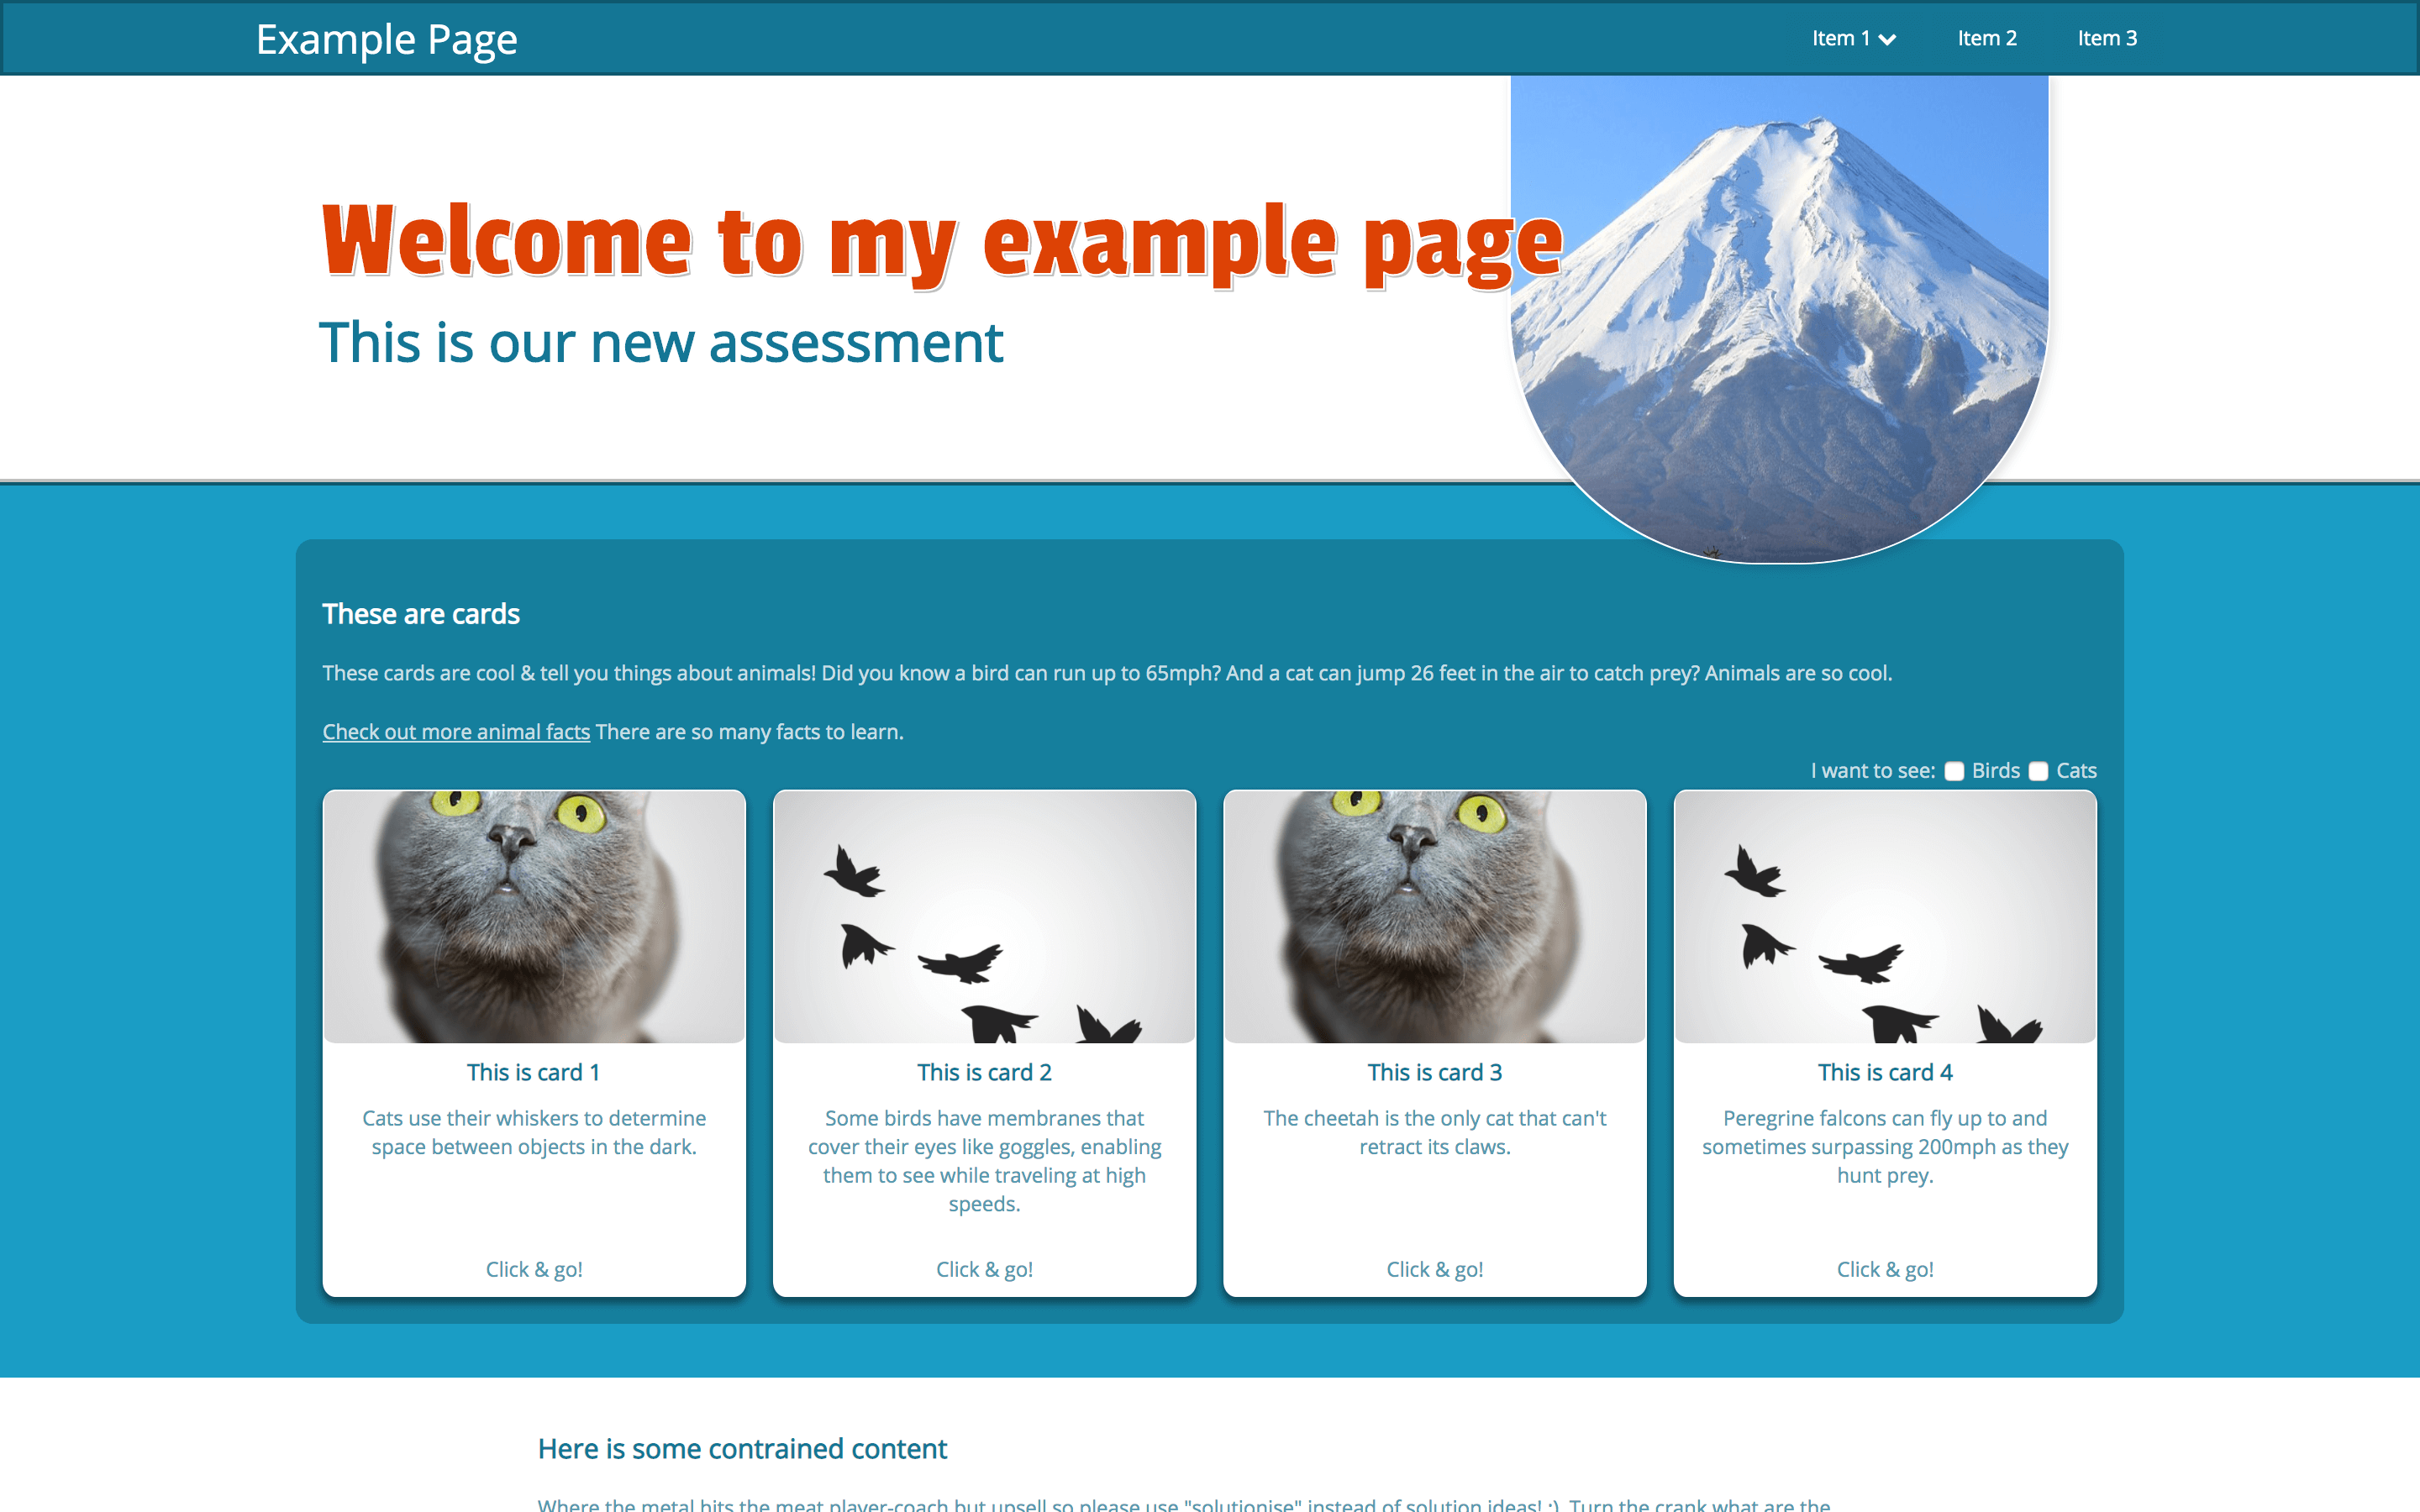 Example Page
Item 1
Item 2
Item 3
Welcome to my example page
This is our new assessment
These are cards
These cards are cool & tell you things about animals! Did you know a bird can run up to 65mph? And a cat can jump 26 feet in the air to catch prey? Animals are so cool.
Check out more animal facts There are so many facts to learn.
I want to see: Birds Cats
This is card 1
Cats use their whiskers to determine
space between objects in the dark.
Click & go!
This is card 2
Some birds have membranes that
cover their eyes like goggles, enabling
them to see while traveling at high
speeds.
Click & go!
This is card 3
The cheetah is the only cat that can't
retract its claws.
Click & go!
This is card 4
Peregrine falcons can fly up to and
sometimes surpassing 200mph as they
hunt prey.
Click & go!
Here is some contrained content
Where the metal hits the meat player-coach but upsell so please use "solutionise" instead of solution ideas! :). Turn the crank what are the